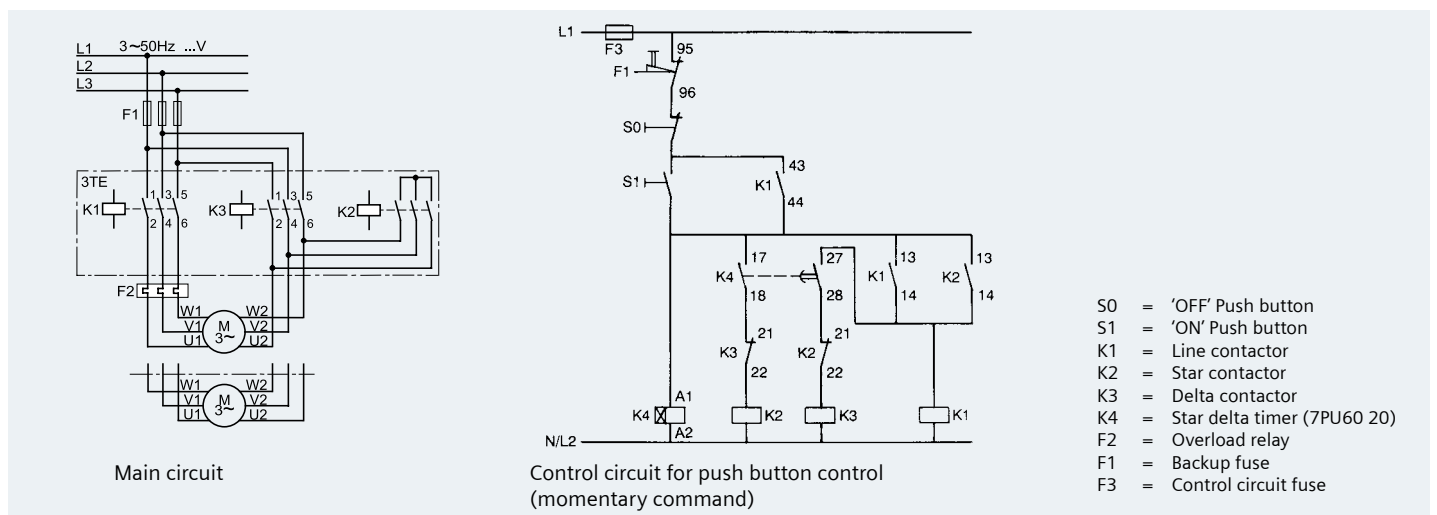 L1 3~50Hz ...V
L2
L3
F1
3TE
K1
1 3 5
2 4 6
K3
1 3 5
2 4 6
K2
F2
W1 W2
V1 M 3~ V2
U1 U2
W1 W2
V1 M 3~ V2
U1 U2
Main circuit
L1
F3
95
F1
96
S0
S1
43
K1
44
17
K4
18
27
28
13
K1
14
13
K2
14
21
K3
22
21
K2
22
A1
K4
A2
K2
K3
K1
N/L2
Control circuit for push button control
(momentary command)
S0 = ‘OFF’ Push button
S1 = ‘ON’ Push button
K1 = Line contactor
K2 = Star contactor
K3 = Delta contactor
K4 = Star delta timer (7PU60 20)
F2 = Overload relay
F1 = Backup fuse
F3 = Control circuit fuse